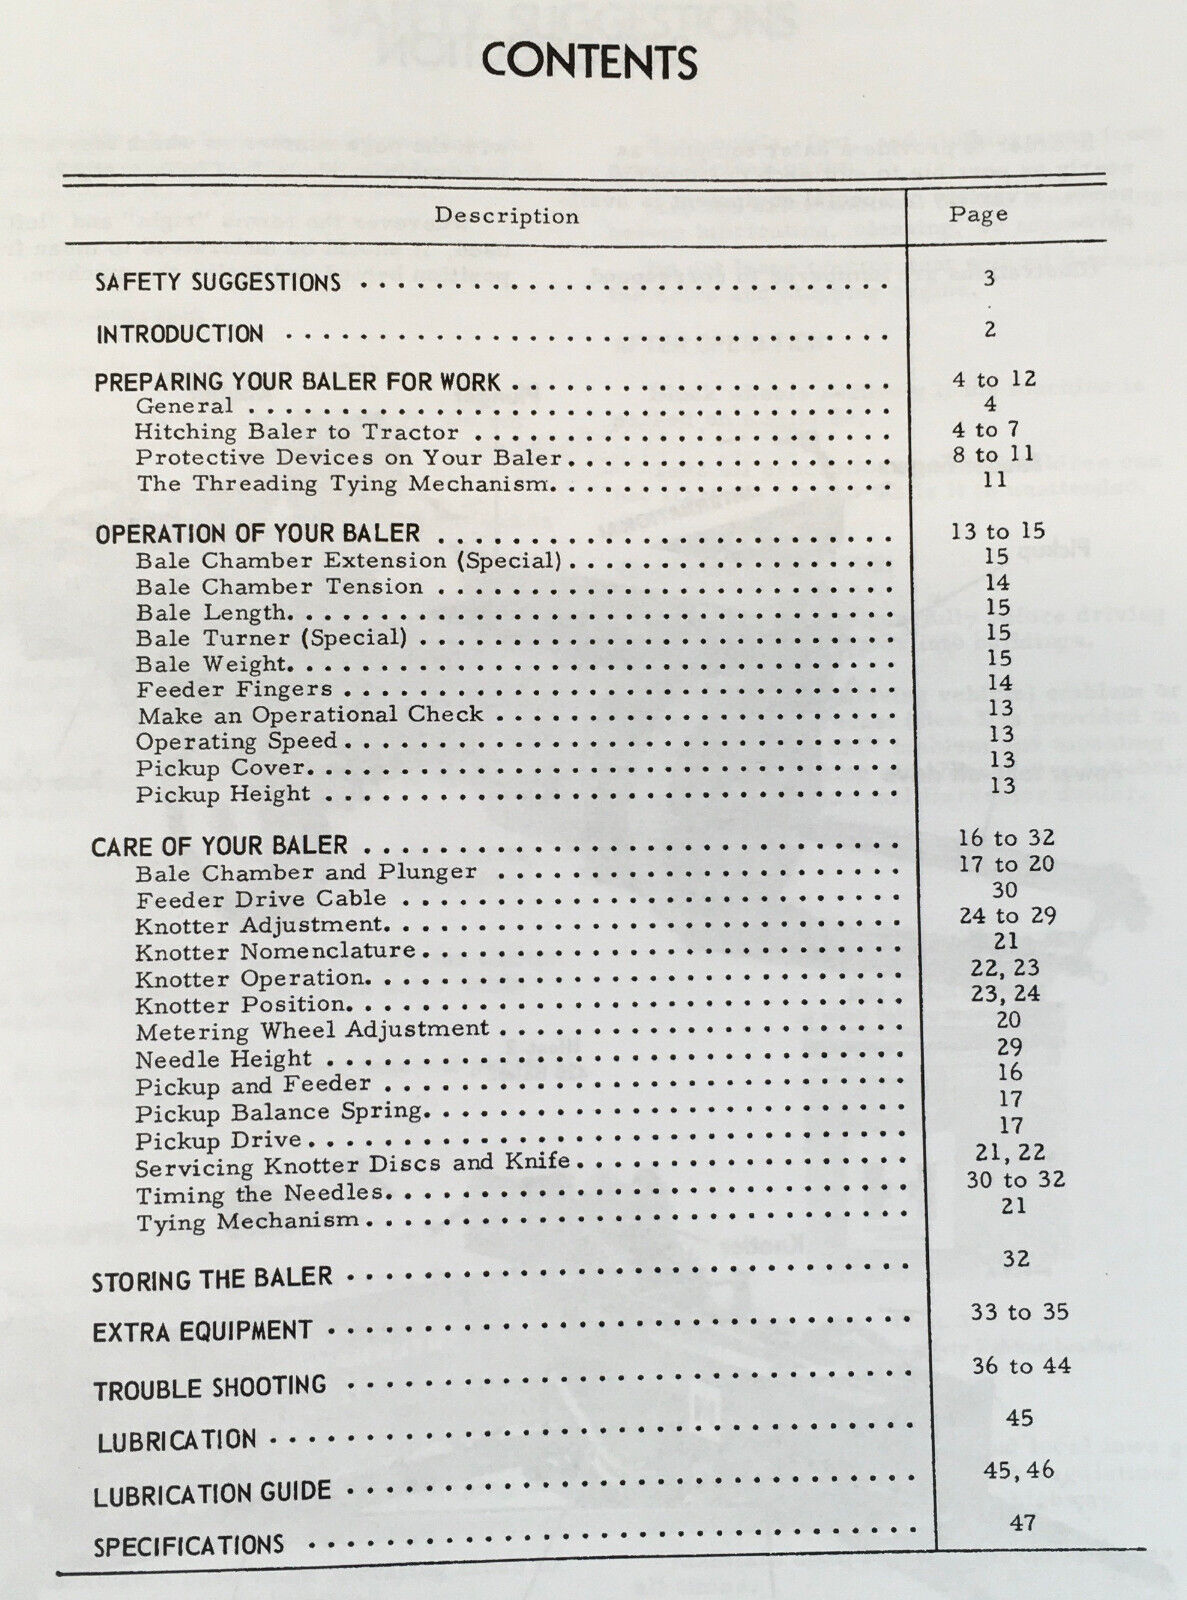 CONTENTS
Description Page
SAFETY SUGGESTIONS . . . . . . . . . . . . . . . . . . . . . . . . . . . 3
INTRODUCTION . . . . . . . . . . . . . . . . . . . . . . . . . . . . . . . 2
PREPARING YOUR BALER FOR WORK . . . . . . . . . . . . . . . . . . . . 4 to 12
General . . . . . . . . . . . . . . . . . . . . . . . . . . . . . . . . . 4
Hitching Baler to Tractor . . . . . . . . . . . . . . . . . . . . . . 4 to 7
Protective Devices on Your Baler. . . . . . . . . . . . . . . . . . 8 to 11
The Threading Tying Mechanism. . . . . . . . . . . . . . . . . . 11
OPERATION OF YOUR BALER . . . . . . . . . . . . . . . . . . . . . . . . 13 to 15
Bale Chamber Extension (Special) . . . . . . . . . . . . . . . . . 15
Bale Chamber Tension . . . . . . . . . . . . . . . . . . . . . . . . 14
Bale Length. . . . . . . . . . . . . . . . . . . . . . . . . . . . . . . 15
Bale Turner (Special) . . . . . . . . . . . . . . . . . . . . . . . . . 15
Bale Weight. . . . . . . . . . . . . . . . . . . . . . . . . . . . . . . 15
Feeder Fingers . . . . . . . . . . . . . . . . . . . . . . . . . . . . . 14
Make an Operational Check . . . . . . . . . . . . . . . . . . . . . 13
Operating Speed . . . . . . . . . . . . . . . . . . . . . . . . . . . . 13
Pickup Cover. . . . . . . . . . . . . . . . . . . . . . . . . . . . . . 13
Pickup Height . . . . . . . . . . . . . . . . . . . . . . . . . . . . . 13
CARE OF YOUR BALER . . . . . . . . . . . . . . . . . . . . . . . . . . . . 16 to 32
Bale Chamber and Plunger . . . . . . . . . . . . . . . . . . . . . 17 to 20
Feeder Drive Cable . . . . . . . . . . . . . . . . . . . . . . . . . . 30
Knotter Adjustment. . . . . . . . . . . . . . . . . . . . . . . . . . . 24 to 29
Knotter Nomenclature . . . . . . . . . . . . . . . . . . . . . . . . . 21
Knotter Operation. . . . . . . . . . . . . . . . . . . . . . . . . . . . 22, 23
Knotter Position. . . . . . . . . . . . . . . . . . . . . . . . . . . . . 23, 24
Metering Wheel Adjustment . . . . . . . . . . . . . . . . . . . . . 20
Needle Height . . . . . . . . . . . . . . . . . . . . . . . . . . . . . . 29
Pickup and Feeder . . . . . . . . . . . . . . . . . . . . . . . . . . . 16
Pickup Balance Spring. . . . . . . . . . . . . . . . . . . . . . . . . 17
Pickup Drive . . . . . . . . . . . . . . . . . . . . . . . . . . . . . . . 17
Servicing Knotter Discs and Knife . . . . . . . . . . . . . . . . . 21, 22
Timing the Needles. . . . . . . . . . . . . . . . . . . . . . . . . . . 30 to 32
Tying Mechanism . . . . . . . . . . . . . . . . . . . . . . . . . . . . 21
STORING THE BALER . . . . . . . . . . . . . . . . . . . . . . . . . . . . . 32
EXTRA EQUIPMENT . . . . . . . . . . . . . . . . . . . . . . . . . . . . . . 33 to 35
TROUBLE SHOOTING . . . . . . . . . . . . . . . . . . . . . . . . . . . . . 36 to 44
LUBRICATION . . . . . . . . . . . . . . . . . . . . . . . . . . . . . . . . . 45
LUBRICATION GUIDE . . . . . . . . . . . . . . . . . . . . . . . . . . . . . 45, 46
SPECIFICATIONS . . . . . . . . . . . . . . . . . . . . . . . . . . . . . . . 47